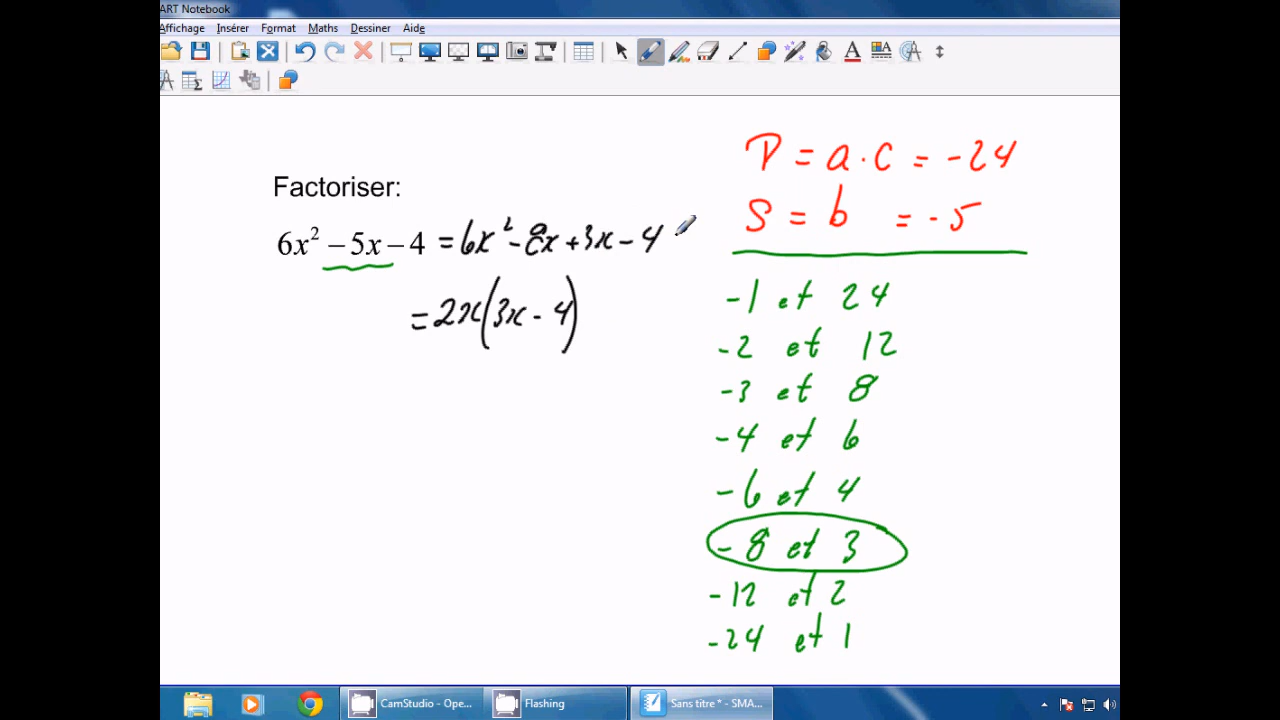 ART Notebook
Affichage Insérer Format Maths Dessiner Aide
Factoriser:
6x² − 5x − 4 = 6x² - 8x + 3x - 4
= 2x(3x - 4)
P = a · c = -24
S = b = -5
-1 et 24
-2 et 12
-3 et 8
-4 et 6
-6 et 4
-8 et 3
-12 et 2
-24 et 1
CamStudio - Ope... Flashing Sans titre * - SMA...